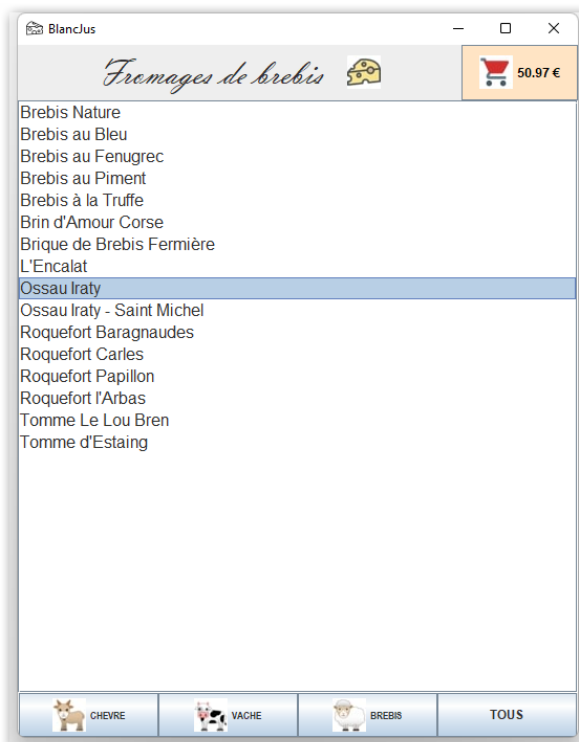 BlancJus
Fromages de brebis
50.97 €
Brebis Nature
Brebis au Bleu
Brebis au Fenugrec
Brebis au Piment
Brebis à la Truffe
Brin d'Amour Corse
Brique de Brebis Fermière
L'Encalat
Ossau Iraty
Ossau Iraty - Saint Michel
Roquefort Baragnaudes
Roquefort Carles
Roquefort Papillon
Roquefort l'Arbas
Tomme Le Lou Bren
Tomme d'Estaing
CHEVRE
VACHE
BREBIS
TOUS